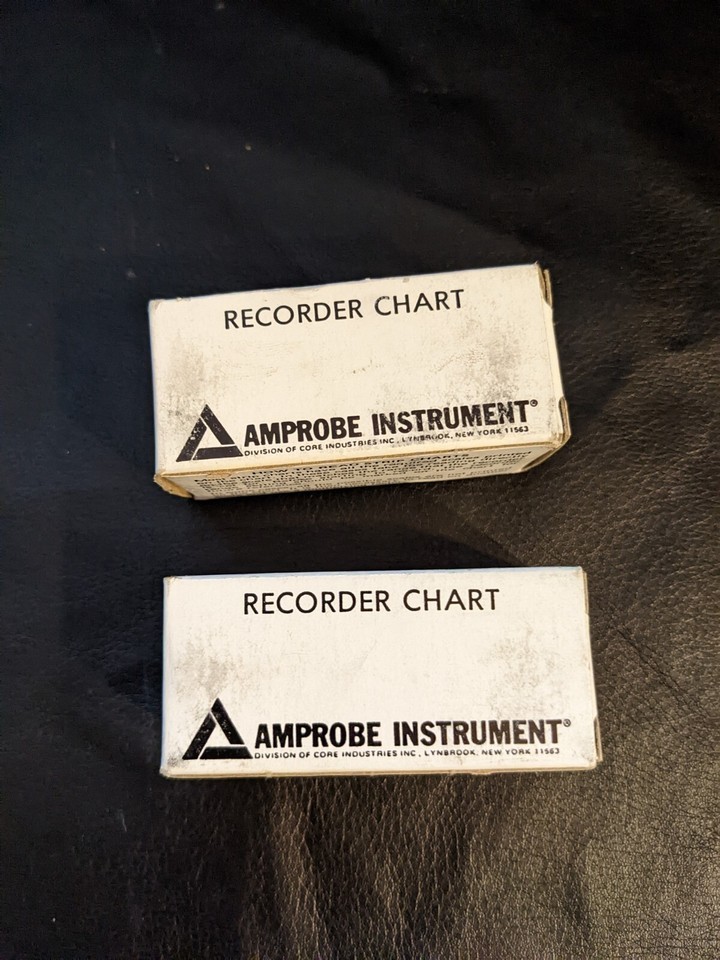 RECORDER CHART
AMPROBE INSTRUMENT®
DIVISION OF CORE INDUSTRIES INC., LYNBROOK, NEW YORK 11563
RECORDER CHART
AMPROBE INSTRUMENT®
DIVISION OF CORE INDUSTRIES INC., LYNBROOK, NEW YORK 11563